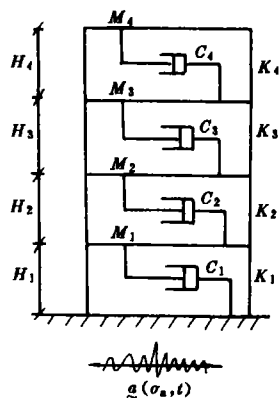 M₄
H₄ C₄ K₄
M₃
H₃ C₃ K₃
M₂
H₂ C₂ K₂
M₁
H₁ C₁ K₁
a(σₐ,t)